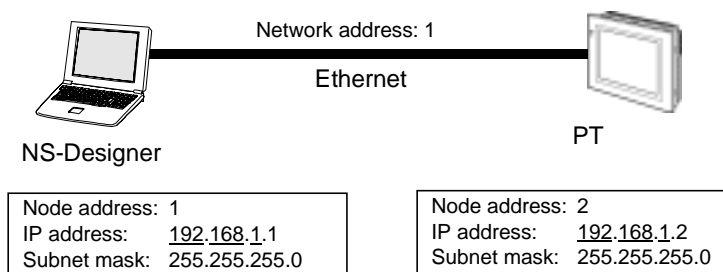 Network address: 1
Ethernet
NS-Designer
PT
Node address: 1
IP address: 192.168.1.1
Subnet mask: 255.255.255.0
Node address: 2
IP address: 192.168.1.2
Subnet mask: 255.255.255.0